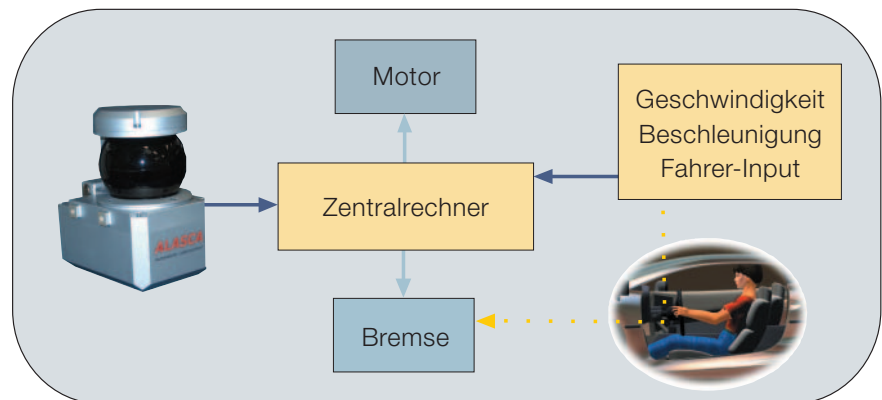 Motor
Geschwindigkeit
Beschleunigung
Fahrer-Input
Zentralrechner
Bremse